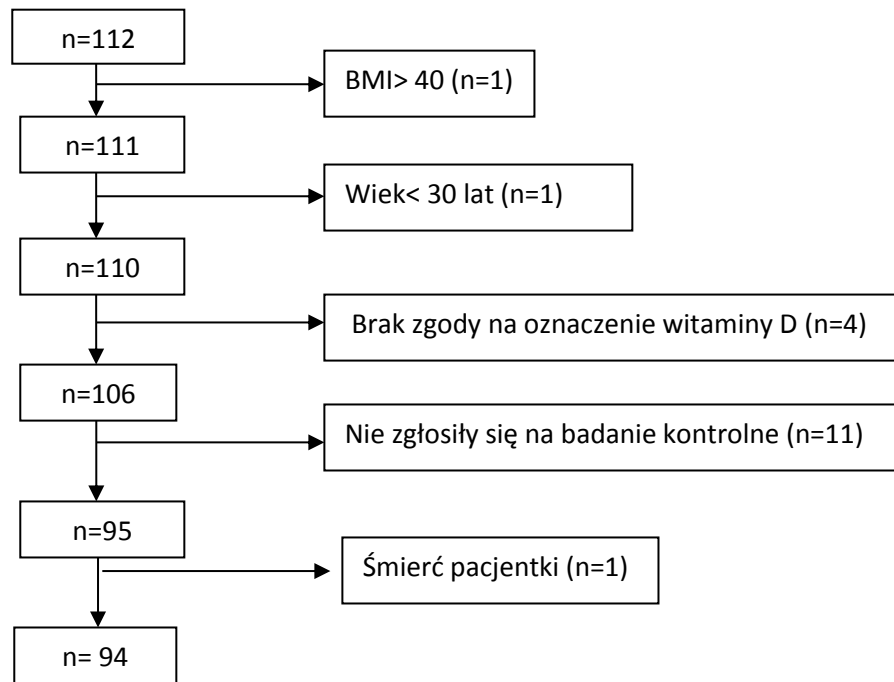 n=112
BMI> 40 (n=1)
n=111
Wiek< 30 lat (n=1)
n=110
Brak zgody na oznaczenie witaminy D (n=4)
n=106
Nie zgłosiły się na badanie kontrolne (n=11)
n=95
Śmierć pacjentki (n=1)
n= 94